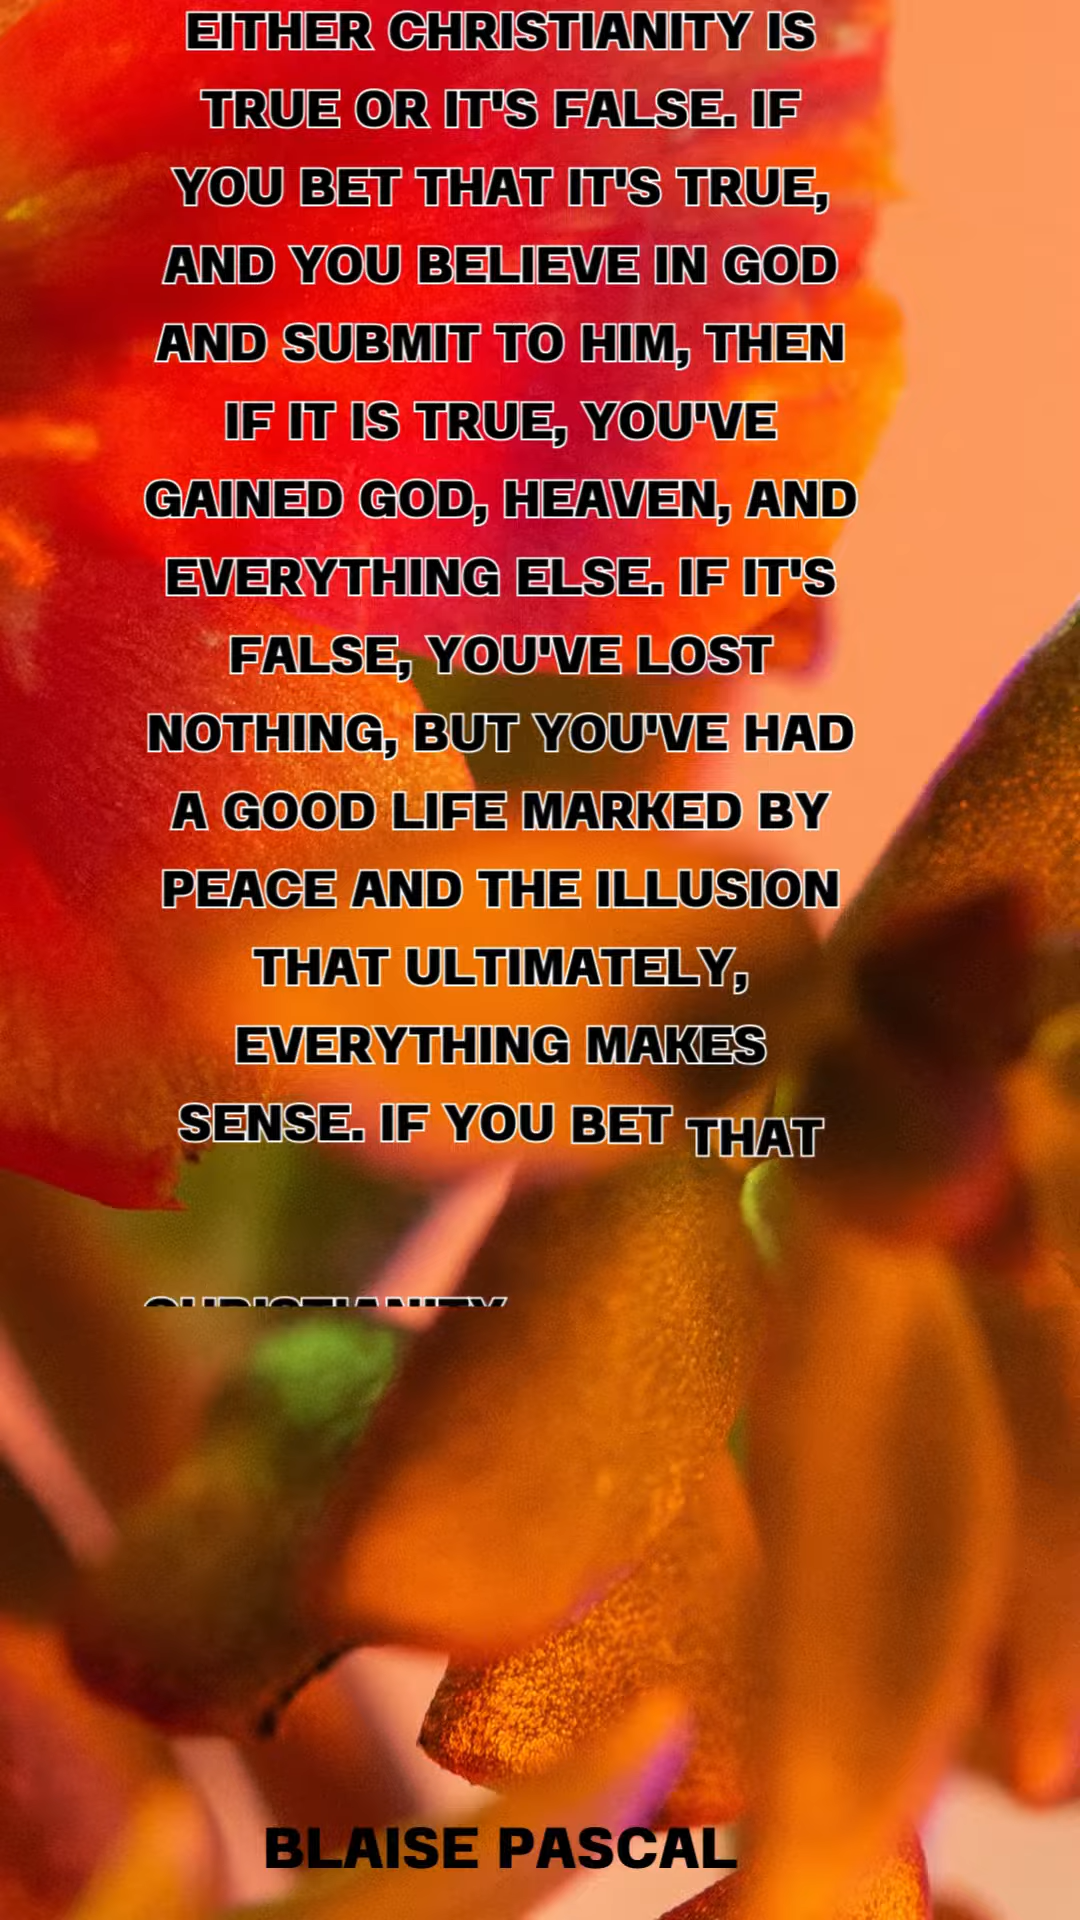 EITHER CHRISTIANITY IS
TRUE OR IT'S FALSE. IF
YOU BET THAT IT'S TRUE,
AND YOU BELIEVE IN GOD
AND SUBMIT TO HIM, THEN
IF IT IS TRUE, YOU'VE
GAINED GOD, HEAVEN, AND
EVERYTHING ELSE. IF IT'S
FALSE, YOU'VE LOST
NOTHING, BUT YOU'VE HAD
A GOOD LIFE MARKED BY
PEACE AND THE ILLUSION
THAT ULTIMATELY,
EVERYTHING MAKES
SENSE. IF YOU BET THAT
CHRISTIANITY
BLAISE PASCAL